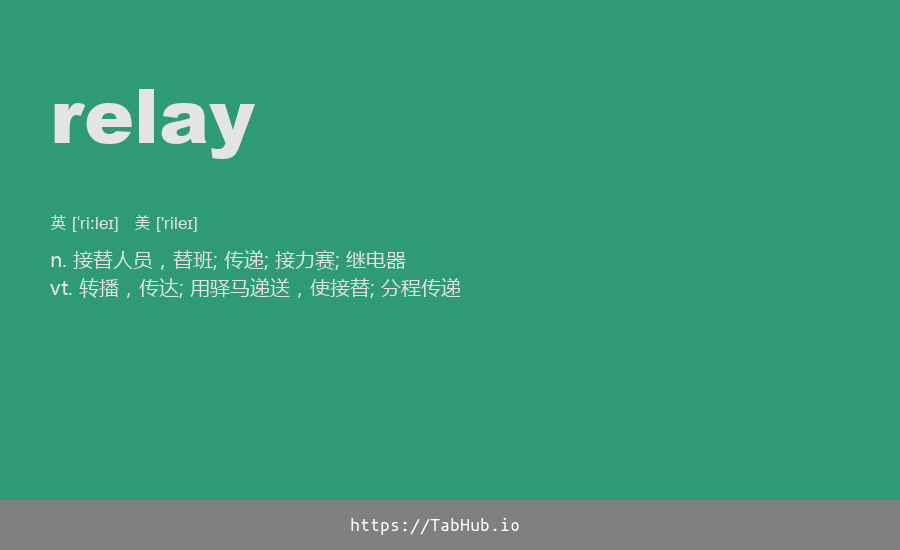 relay
英 ['ri:leɪ] 美 ['rileɪ]
n. 接替人员，替班; 传递; 接力赛; 继电器
vt. 转播，传达; 用驿马递送，使接替; 分程传递
https://TabHub.io